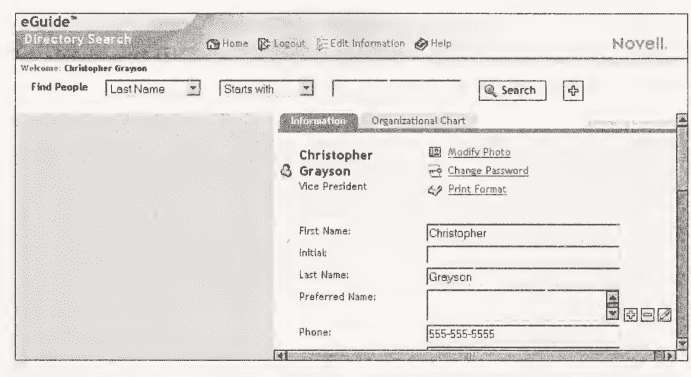 eGuide™
Directory Search
Home Logout Edit Information Help
Novell.
Welcome: Christopher Grayson
Find People Last Name Starts with Search
Information Organizational Chart
Christopher
Grayson
Vice President
Modify Photo
Change Password
Print Format
First Name: Christopher
Initial:
Last Name: Grayson
Preferred Name:
Phone: 555-555-5555